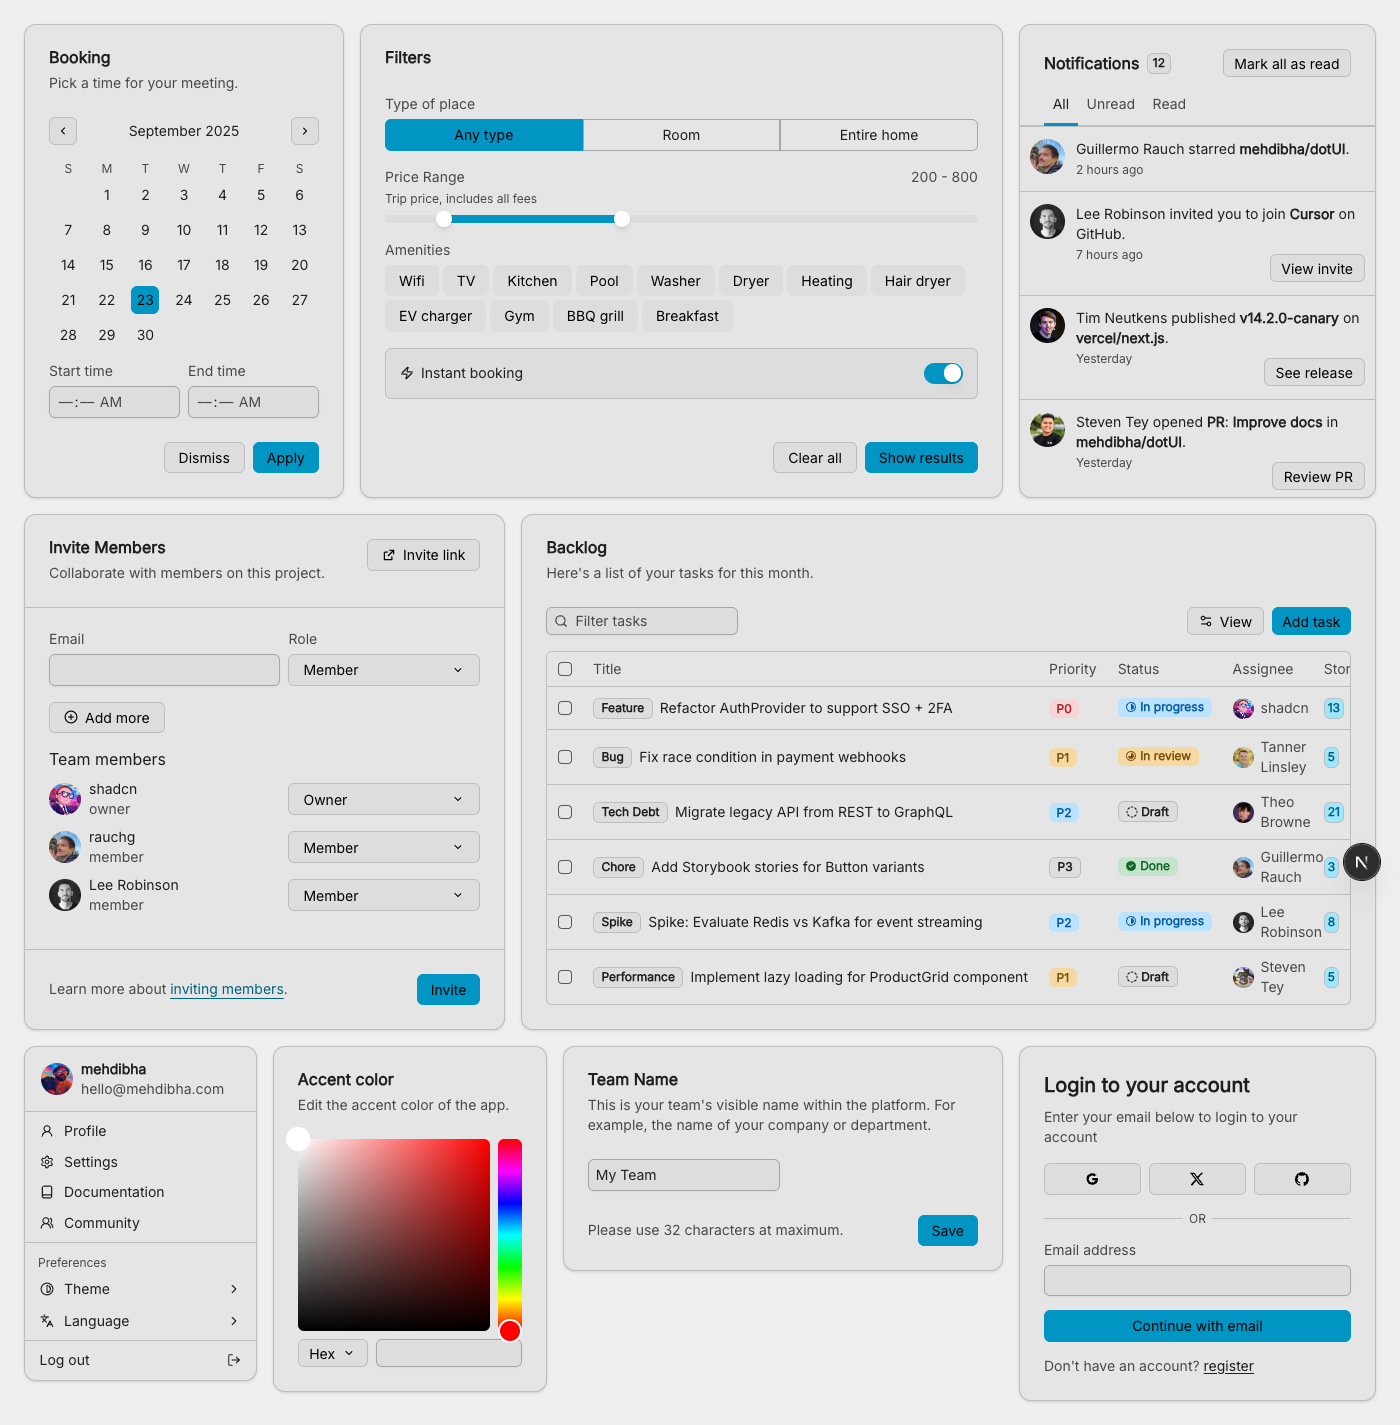 Booking
Pick a time for your meeting.
September 2025
S M T W T F S
1 2 3 4 5 6
7 8 9 10 11 12 13
14 15 16 17 18 19 20
21 22 23 24 25 26 27
28 29 30
Start time End time
––:–– AM ––:–– AM
Dismiss Apply
Filters
Type of place
Any type Room Entire home
Price Range 200 - 800
Trip price, includes all fees
Amenities
Wifi TV Kitchen Pool Washer Dryer Heating Hair dryer
EV charger Gym BBQ grill Breakfast
Instant booking
Clear all Show results
Notifications 12 Mark all as read
All Unread Read
Guillermo Rauch starred mehdibha/dotUI.
2 hours ago
Lee Robinson invited you to join Cursor on
GitHub.
7 hours ago
View invite
Tim Neutkens published v14.2.0-canary on
vercel/next.js.
Yesterday
See release
Steven Tey opened PR: Improve docs in
mehdibha/dotUI.
Yesterday
Review PR
Invite Members
Collaborate with members on this project.
Invite link
Email Role
Member
Add more
Team members
shadcn
owner
Owner
rauchg
member
Member
Lee Robinson
member
Member
Learn more about inviting members.
Invite
Backlog
Here's a list of your tasks for this month.
Filter tasks View Add task
Title Priority Status Assignee Stor
Feature Refactor AuthProvider to support SSO + 2FA P0 In progress shadcn 13
Bug Fix race condition in payment webhooks P1 In review Tanner Linsley 5
Tech Debt Migrate legacy API from REST to GraphQL P2 Draft Theo Browne 21
Chore Add Storybook stories for Button variants P3 Done Guillermo Rauch 3
Spike Spike: Evaluate Redis vs Kafka for event streaming P2 In progress Lee Robinson 8
Performance Implement lazy loading for ProductGrid component P1 Draft Steven Tey 5
N
mehdibha
hello@mehdibha.com
Profile
Settings
Documentation
Community
Preferences
Theme
Language
Log out
Accent color
Edit the accent color of the app.
Hex
Team Name
This is your team's visible name within the platform. For
example, the name of your company or department.
My Team
Please use 32 characters at maximum.
Save
Login to your account
Enter your email below to login to your
account
OR
Email address
Continue with email
Don't have an account? register